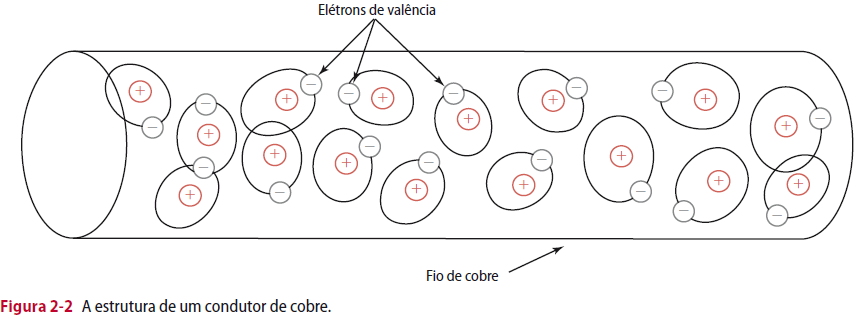 Elétrons de valência
Fio de cobre
Figura 2-2 A estrutura de um condutor de cobre.